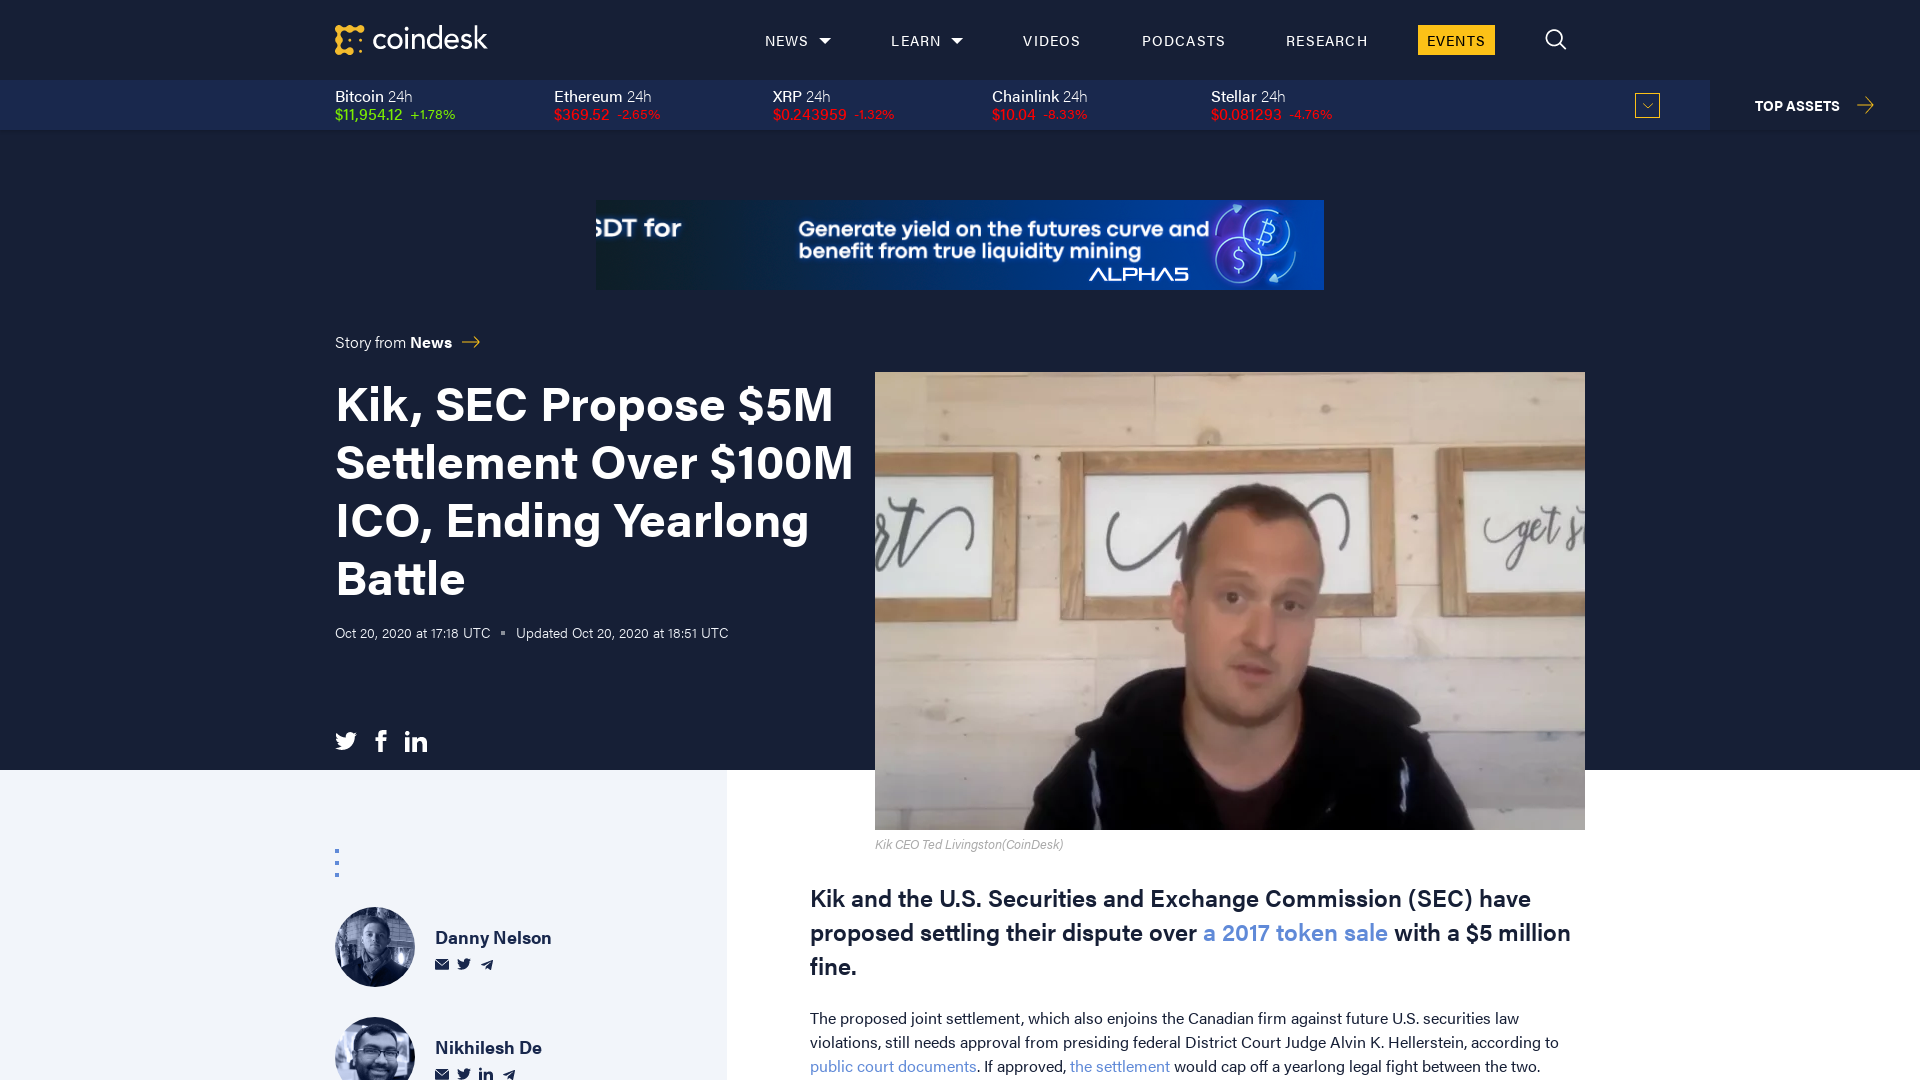 coindesk
NEWS
LEARN
VIDEOS
PODCASTS
RESEARCH
EVENTS
Bitcoin 24h
$11,954.12 +1.78%
Ethereum 24h
$369.52 -2.65%
XRP 24h
$0.243959 -1.32%
Chainlink 24h
$10.04 -8.33%
Stellar 24h
$0.081293 -4.76%
TOP ASSETS
SDT for
Generate yield on the futures curve and
benefit from true liquidity mining
ALPHA5
Story from News
Kik, SEC Propose $5M
Settlement Over $100M
ICO, Ending Yearlong
Battle
Oct 20, 2020 at 17:18 UTC
Updated Oct 20, 2020 at 18:51 UTC
get st
Kik CEO Ted Livingston(CoinDesk)
Danny Nelson
Nikhilesh De
Kik and the U.S. Securities and Exchange Commission (SEC) have
proposed settling their dispute over a 2017 token sale with a $5 million
fine.
The proposed joint settlement, which also enjoins the Canadian firm against future U.S. securities law
violations, still needs approval from presiding federal District Court Judge Alvin K. Hellerstein, according to
public court documents. If approved, the settlement would cap off a yearlong legal fight between the two.